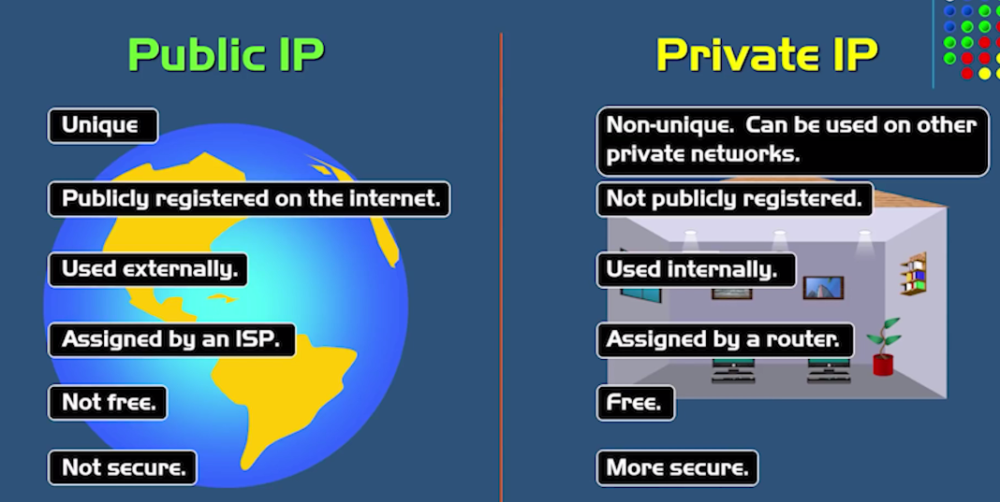 Public IP
Unique
Publicly registered on the internet.
Used externally.
Assigned by an ISP.
Not free.
Not secure.
Private IP
Non-unique. Can be used on other
private networks.
Not publicly registered.
Used internally.
Assigned by a router.
Free.
More secure.